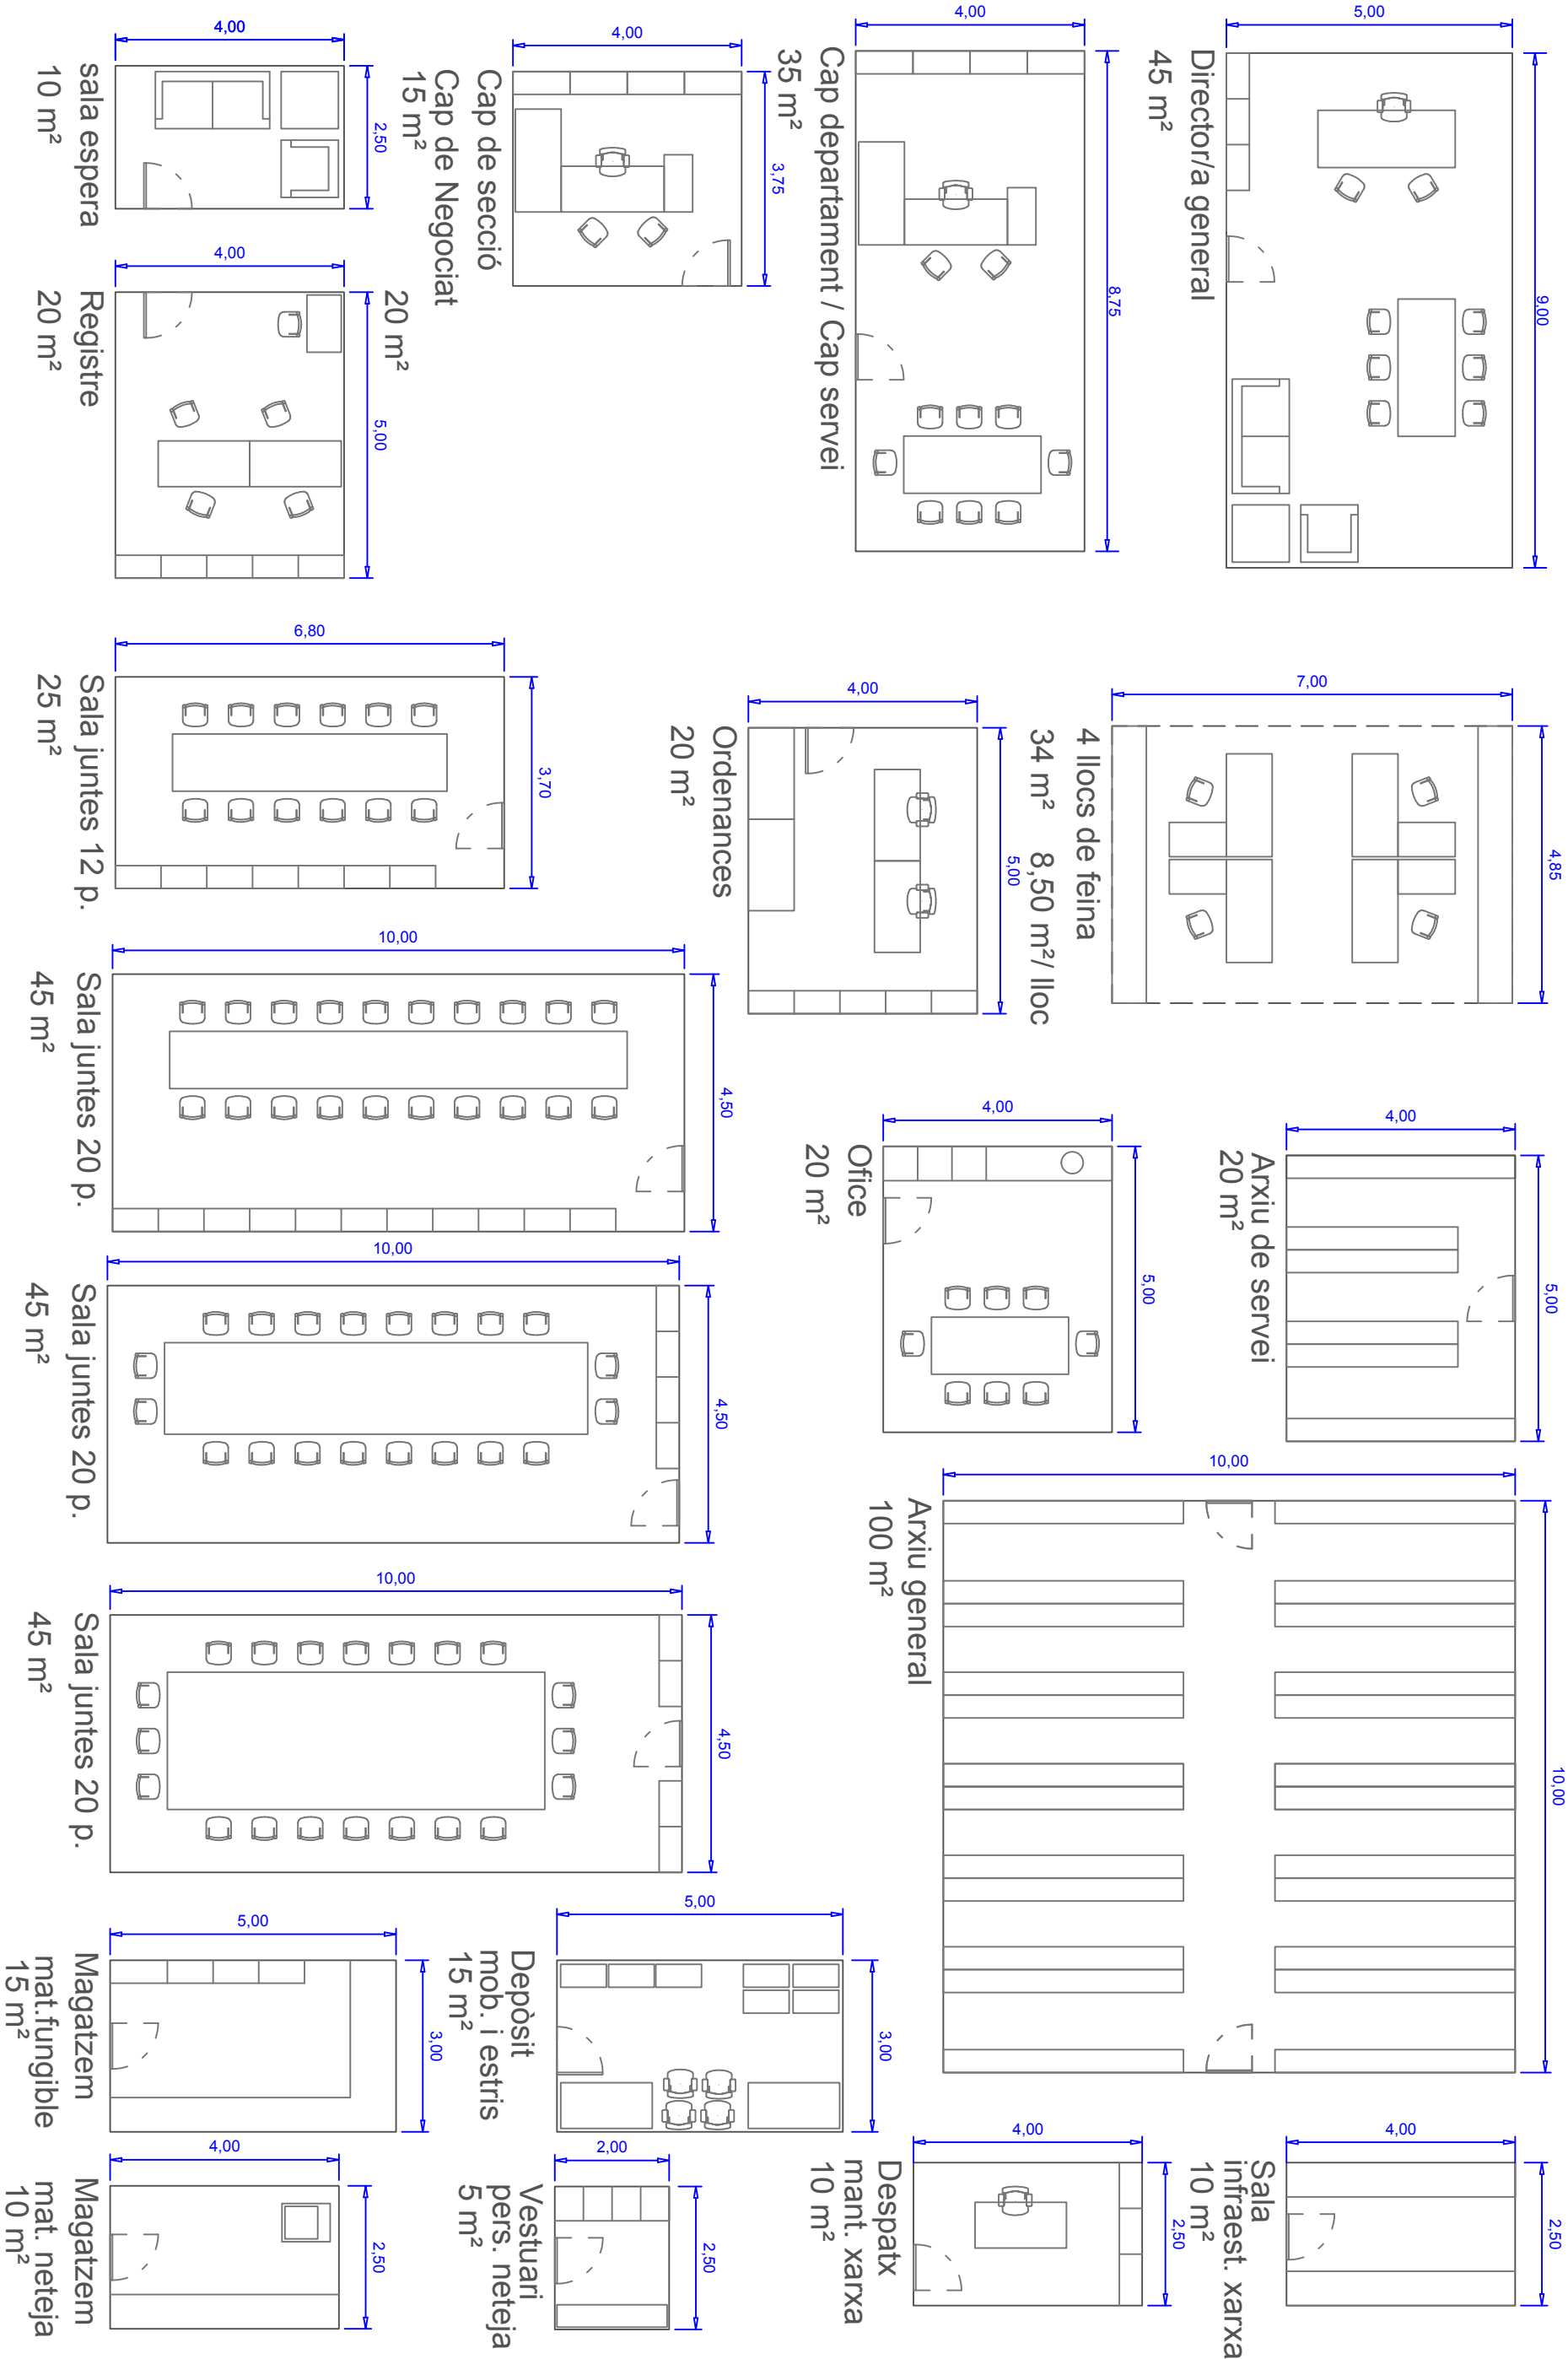 5,00
9,00
Director/a general
45 m²
4,00
8,75
Cap departament / Cap servei
35 m²
4,00
3,75
Cap de secció
Cap de Negociat
15 m²
4,00
2,50
sala espera
10 m²
4,00
5,00
20 m²
Registre
20 m²
7,00
4,85
4 llocs de feina
34 m² 8,50 m²/ lloc
4,00
5,00
Ordenances
20 m²
6,80
3,70
Sala juntes 12 p.
25 m²
4,00
5,00
Arxiu de servei
20 m²
4,00
5,00
Ofice
20 m²
10,00
4,50
Sala juntes 20 p.
45 m²
10,00
4,50
Sala juntes 20 p.
45 m²
10,00
10,00
Arxiu general
100 m²
10,00
4,50
Sala juntes 20 p.
45 m²
5,00
3,00
Depòsit
mob. i estris
15 m²
5,00
3,00
Magatzem
mat.fungible
15 m²
4,00
2,50
Sala
infraest. xarxa
10 m²
4,00
2,50
Despatx
mant. xarxa
10 m²
2,00
2,50
Vestuari
pers. neteja
5 m²
4,00
2,50
Magatzem
mat. neteja
10 m²